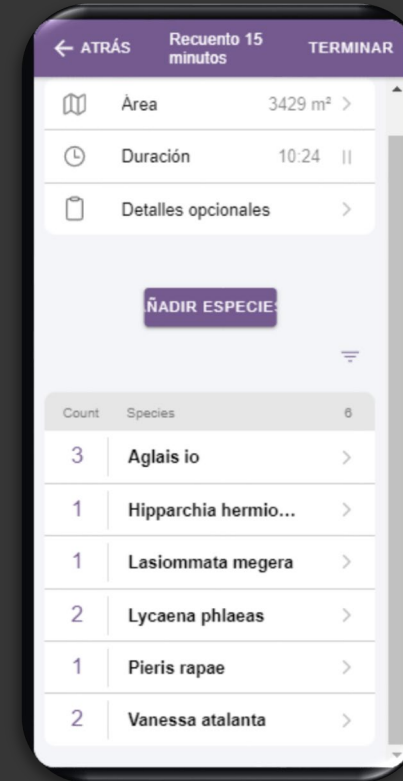 ← ATRÁS Recuento 15 minutos TERMINAR
Àrea 3429 m² >
Duración 10:24 ||
Detalles opcionales >
ÑADIR ESPECIE
Count Species 6
3 Aglais io >
1 Hipparchia hermio... >
1 Lasiommata megera >
2 Lycaena phlaeas >
1 Pieris rapae >
2 Vanessa atalanta >